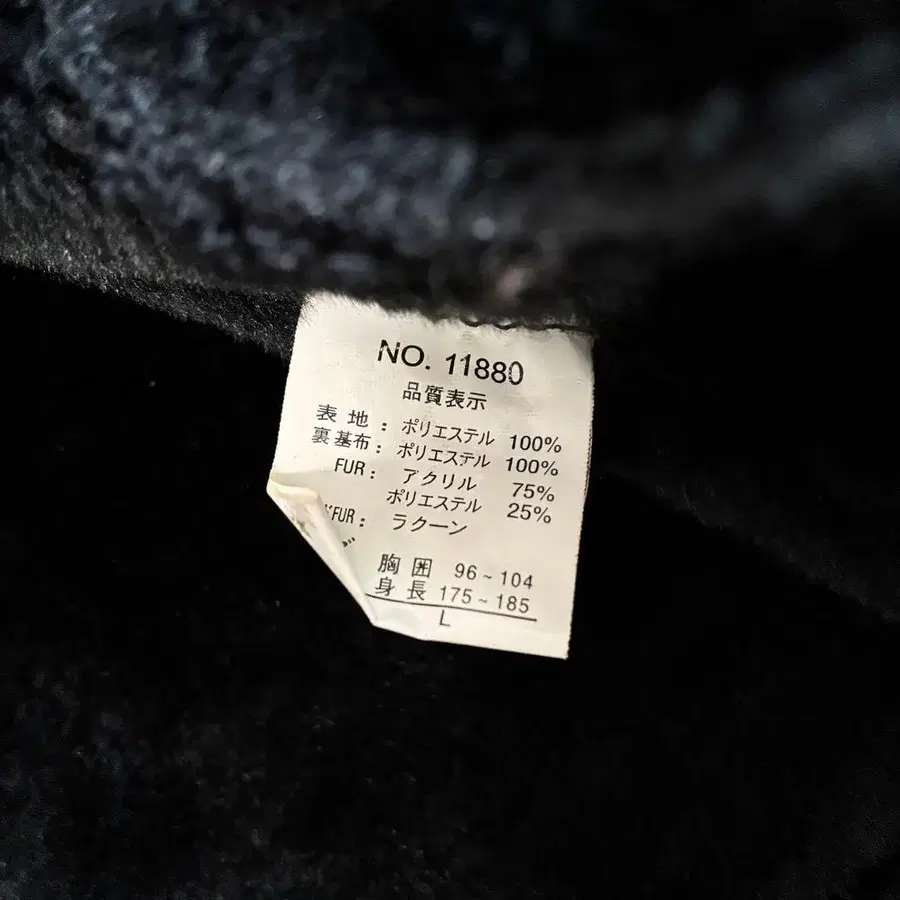 NO. 11880
品質表示
表地：ポリエステル 100%
裏基布：ポリエステル 100%
FUR：アクリル 75%
ポリエステル 25%
FUR：ラクーン
胸囲 96~104
身長 175~185
L